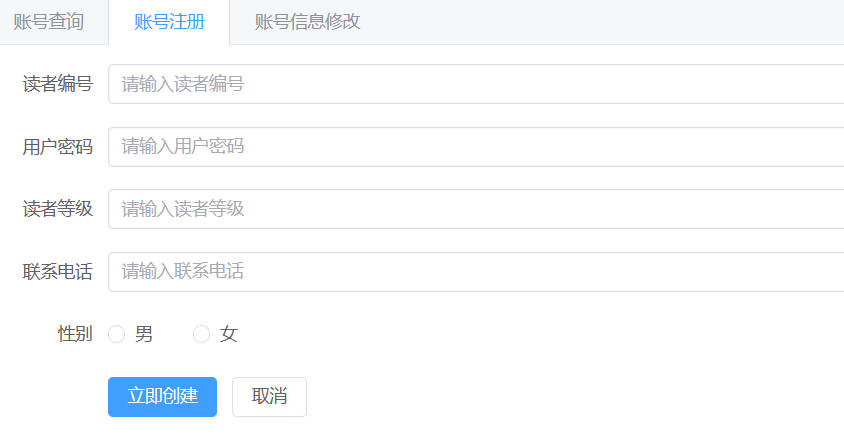 账号查询 账号注册 账号信息修改
读者编号 请输入读者编号
用户密码 请输入用户密码
读者等级 请输入读者等级
联系电话 请输入联系电话
性别 男 女
立即创建 取消